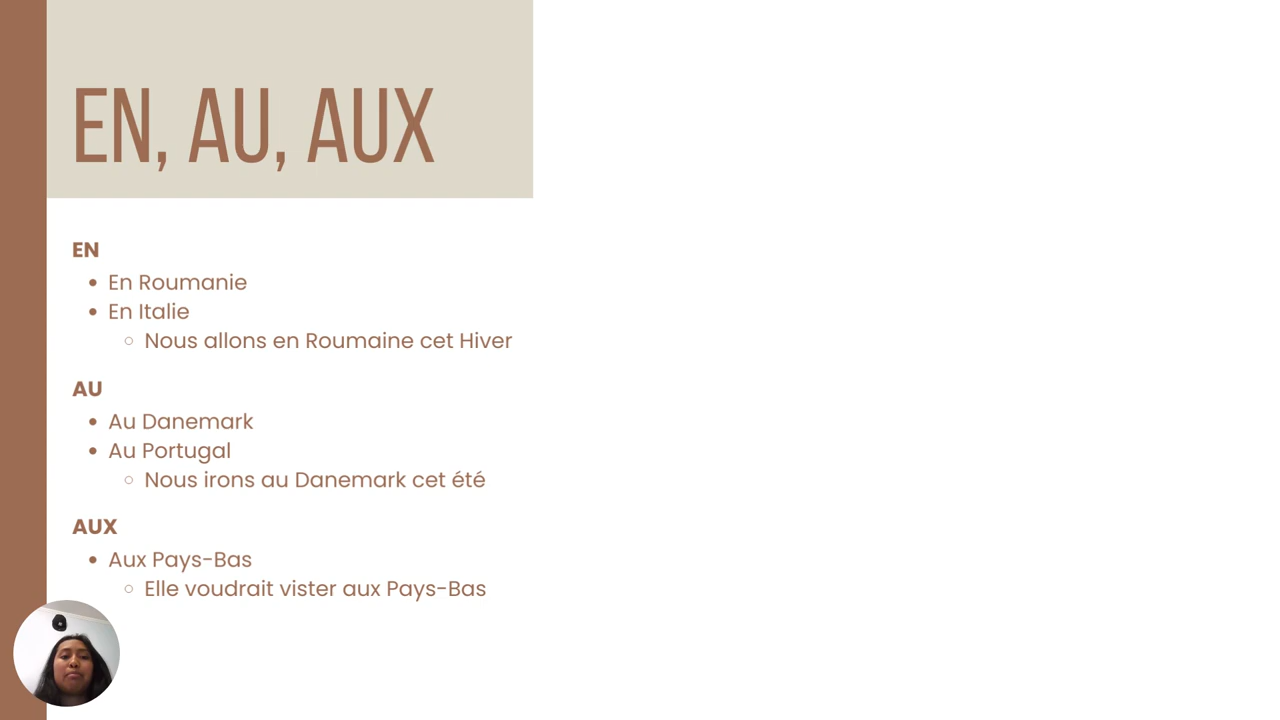 EN, AU, AUX
EN
• En Roumanie
• En Italie
○ Nous allons en Roumaine cet Hiver
AU
• Au Danemark
• Au Portugal
○ Nous irons au Danemark cet été
AUX
• Aux Pays-Bas
○ Elle voudrait vister aux Pays-Bas